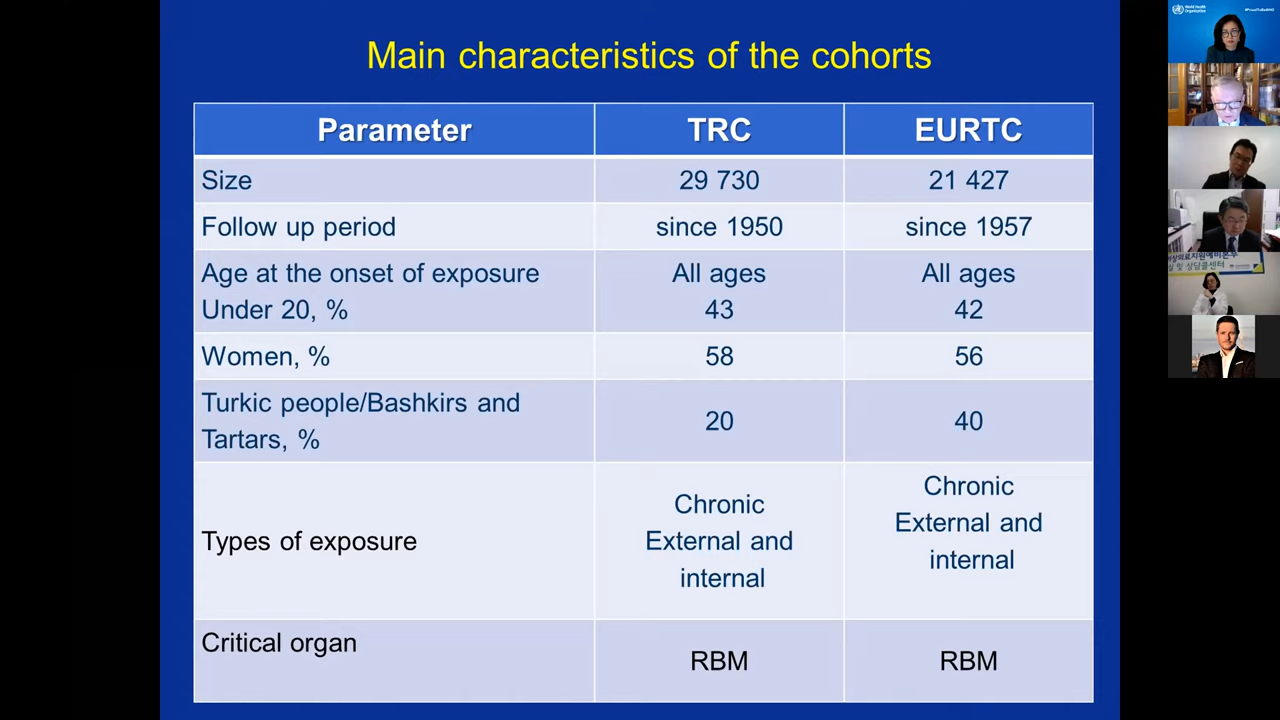 Main characteristics of the cohorts
Parameter TRC EURTC
Size 29 730 21 427
Follow up period since 1950 since 1957
Age at the onset of exposure All ages All ages
Under 20, % 43 42
Women, % 58 56
Turkic people/Bashkirs and
Tartars, % 20 40
Types of exposure Chronic
External and
internal Chronic
External and
internal
Critical organ RBM RBM
World Health
Organization